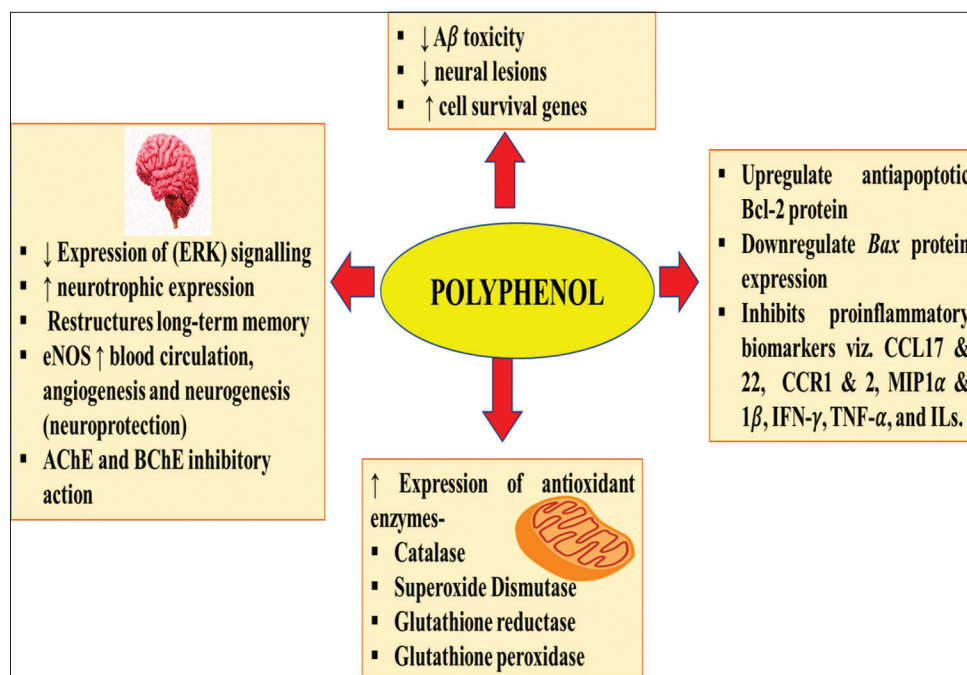 ▪ ↓ Aβ toxicity
▪ ↓ neural lesions
▪ ↑ cell survival genes
▪ ↓ Expression of (ERK) signalling
▪ ↑ neurotrophic expression
▪ Restructures long-term memory
▪ eNOS ↑ blood circulation,
angiogenesis and neurogenesis
(neuroprotection)
▪ AChE and BChE inhibitory
action
POLYPHENOL
▪ Upregulate antiapoptotic
Bcl-2 protein
▪ Downregulate Bax protein
expression
▪ Inhibits proinflammatory
biomarkers viz. CCL17 &
22, CCR1 & 2, MIP1α &
1β, IFN-γ, TNF-α, and ILs.
↑ Expression of antioxidant
enzymes-
▪ Catalase
▪ Superoxide Dismutase
▪ Glutathione reductase
▪ Glutathione peroxidase